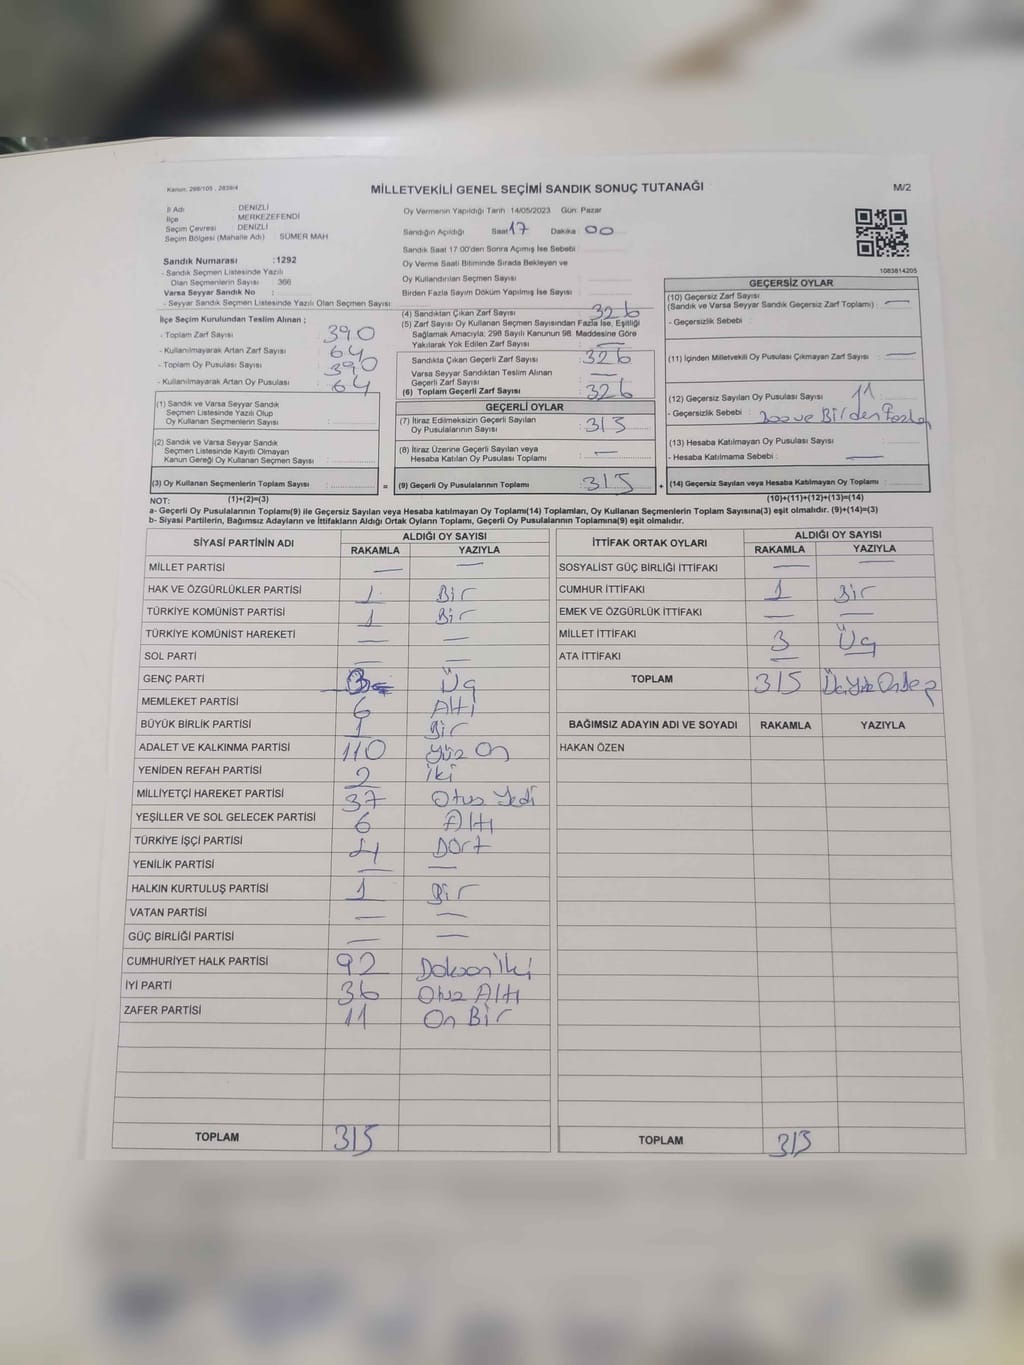 Kanun: 298/105 , 2839/4
MİLLETVEKİLİ GENEL SEÇİMİ SANDIK SONUÇ TUTANAĞI
M/2
İl Adı : DENİZLİ
İlçe : MERKEZEFENDİ
Seçim Çevresi : DENİZLİ
Seçim Bölgesi (Mahalle Adı) : SÜMER MAH
Sandık Numarası :1292
- Sandık Seçmen Listesinde Yazılı
Olan Seçmenlerin Sayısı 366
Varsa Seyyar Sandık No :
- Seyyar Sandık Seçmen Listesinde Yazılı Olan Seçmen Sayısı:
Oy Vermenin Yapıldığı Tarih 14/05/2023 Gün: Pazar
Sandığın Açıldığı Saat 17 Dakika 00
Sandık Saat 17.00'den Sonra Açımış İse Sebebi :
Oy Verme Saati Bitiminde Sırada Bekleyen ve
Oy Kullandırılan Seçmen Sayısı :
Birden Fazla Sayım Döküm Yapılmış İse Sayısı :
1083814205
İlçe Seçim Kurulundan Teslim Alınan ;
- Toplam Zarf Sayısı : 390
- Kullanılmayarak Artan Zarf Sayısı : 64
- Toplam Oy Pusulası Sayısı : 390
- Kullanılmayarak Artan Oy Pusulası : 64
(1) Sandık ve Varsa Seyyar Sandık
Seçmen Listesinde Yazılı Olup
Oy Kullanan Seçmenlerin Sayısı :
(2) Sandık ve Varsa Seyyar Sandık
Seçmen Listesinde Kayıtlı Olmayan
Kanun Gereği Oy Kullanan Seçmen Sayısı :
(3) Oy Kullanan Seçmenlerin Toplam Sayısı :
(4) Sandıktan Çıkan Zarf Sayısı : 326
(5) Zarf Sayısı Oy Kullanan Seçmen Sayısından Fazla İse, Eşitliği
Sağlamak Amacıyla; 298 Sayılı Kanunun 98. Maddesine Göre
Yakılarak Yok Edilen Zarf Sayısı : —
Sandıkta Çıkan Geçerli Zarf Sayısı : 326
Varsa Seyyar Sandıktan Teslim Alınan
Geçerli Zarf Sayısı : —
(6) Toplam Geçerli Zarf Sayısı : 326
GEÇERLİ OYLAR
(7) İtiraz Edilmeksizin Geçerli Sayılan
Oy Pusulalarının Sayısı : 315
(8) İtiraz Üzerine Geçerli Sayılan veya
Hesaba Katılan Oy Pusulası Toplamı : —
= (9) Geçerli Oy Pusulalarının Toplamı : 315
GEÇERSİZ OYLAR
(10) Geçersiz Zarf Sayısı
(Sandık ve Varsa Seyyar Sandık Geçersiz Zarf Toplamı) : —
- Geçersizlik Sebebi :
(11) İçinden Milletvekili Oy Pusulası Çıkmayan Zarf Sayısı : —
(12) Geçersiz Sayılan Oy Pusulası Sayısı : 11
- Geçersizlik Sebebi : ve Birden Fazla
(13) Hesaba Katılmayan Oy Pusulası Sayısı :
- Hesaba Katılmama Sebebi : —
+ (14) Geçersiz Sayılan veya Hesaba Katılmayan Oy Toplamı :
NOT: (1)+(2)=(3) (10)+(11)+(12)+(13)=(14)
a- Geçerli Oy Pusulalarının Toplamı(9) ile Geçersiz Sayılan veya Hesaba katılmayan Oy Toplamı(14) Toplamları, Oy Kullanan Seçmenlerin Toplam Sayısına(3) eşit olmalıdır. (9)+(14)=(3)
b- Siyasi Partilerin, Bağımsız Adayların ve İttifakların Aldığı Ortak Oyların Toplamı, Geçerli Oy Pusulalarının Toplamına(9) eşit olmalıdır.
SİYASİ PARTİNİN ADI ALDIĞI OY SAYISI
RAKAMLA YAZIYLA
MİLLET PARTİSİ — —
HAK VE ÖZGÜRLÜKLER PARTİSİ 1 Bir
TÜRKİYE KOMÜNİST PARTİSİ 1 Bir
TÜRKİYE KOMÜNİST HAREKETİ — —
SOL PARTİ — —
GENÇ PARTİ 3 Üç
MEMLEKET PARTİSİ 6 Altı
BÜYÜK BİRLİK PARTİSİ 1 Bir
ADALET VE KALKINMA PARTİSİ 110 Yüz On
YENİDEN REFAH PARTİSİ 2 iki
MİLLİYETÇİ HAREKET PARTİSİ 37 Otuz Yedi
YEŞİLLER VE SOL GELECEK PARTİSİ 6 Altı
TÜRKİYE İŞÇİ PARTİSİ 4 Dört
YENİLİK PARTİSİ — —
HALKIN KURTULUŞ PARTİSİ 1 Bir
VATAN PARTİSİ — —
GÜÇ BİRLİĞİ PARTİSİ — —
CUMHURİYET HALK PARTİSİ 92 Doksan İki
İYİ PARTİ 36 Otuz Altı
ZAFER PARTİSİ 11 On Bir
TOPLAM 315
İTTİFAK ORTAK OYLARI ALDIĞI OY SAYISI
RAKAMLA YAZIYLA
SOSYALİST GÜÇ BİRLİĞİ İTTİFAKI — —
CUMHUR İTTİFAKI 1 Bir
EMEK VE ÖZGÜRLÜK İTTİFAKI — —
MİLLET İTTİFAKI 3 Üç
ATA İTTİFAKI — —
TOPLAM 315
BAĞIMSIZ ADAYIN ADI VE SOYADI RAKAMLA YAZIYLA
HAKAN ÖZEN
TOPLAM 315